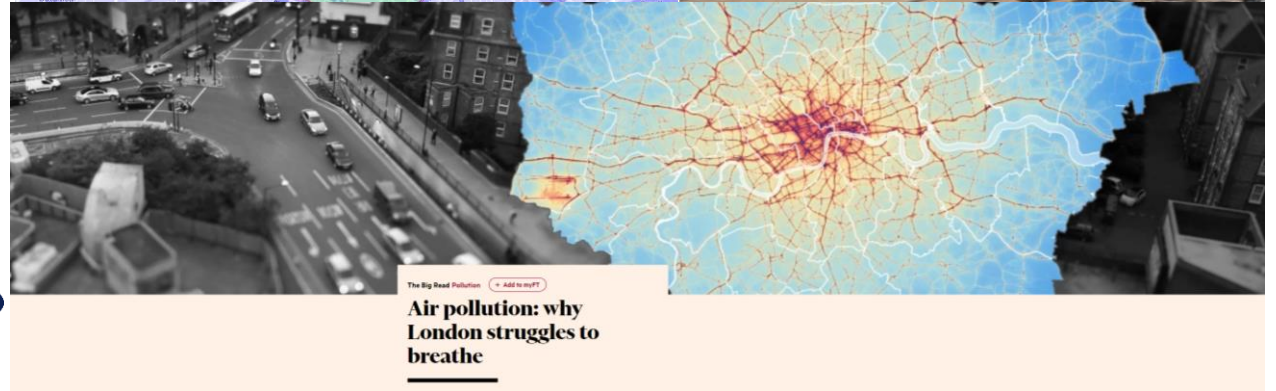 The Big Read Pollution + Add to myFT
Air pollution: why
London struggles to
breathe